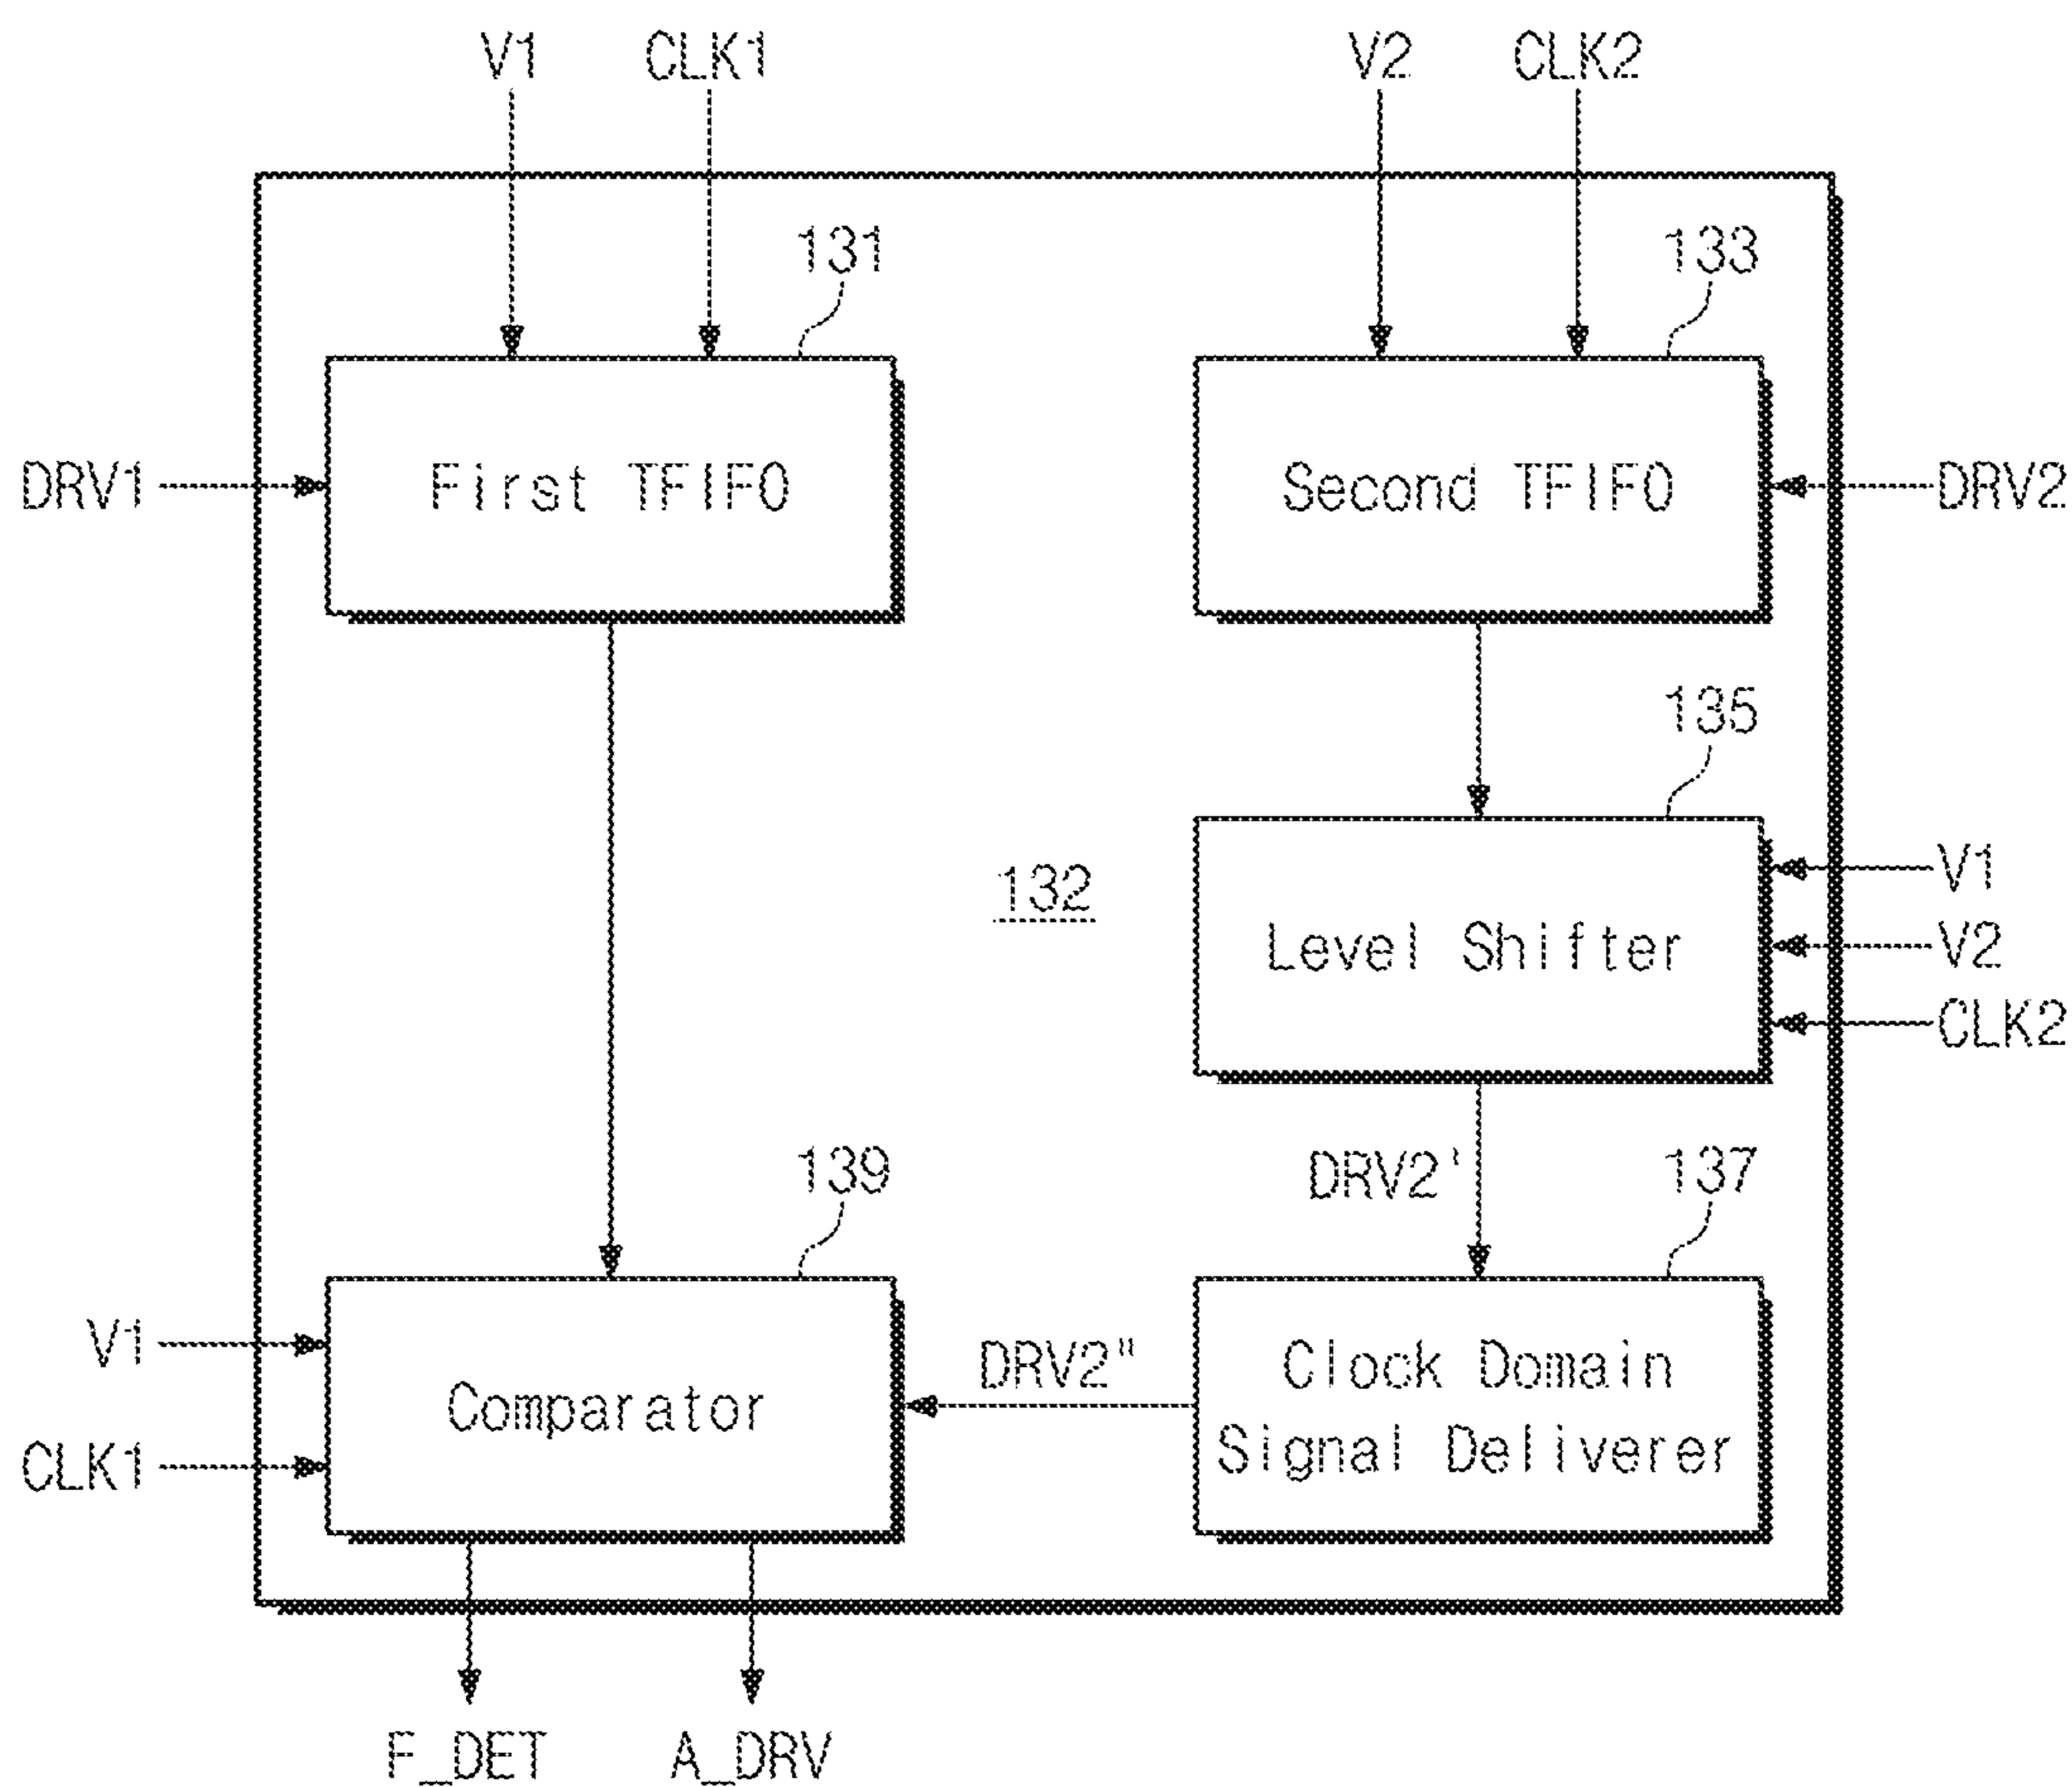 V1 CLK1 V2 CLK2
131 133
DRV1 First TFIFO Second TFIFO DRV2
135
V1
132
Level Shifter V2
CLK2
139 DRV2' 137
V1 DRV2" Clock Domain
Comparator
CLK1 Signal Deliverer
F_DET A_DRV